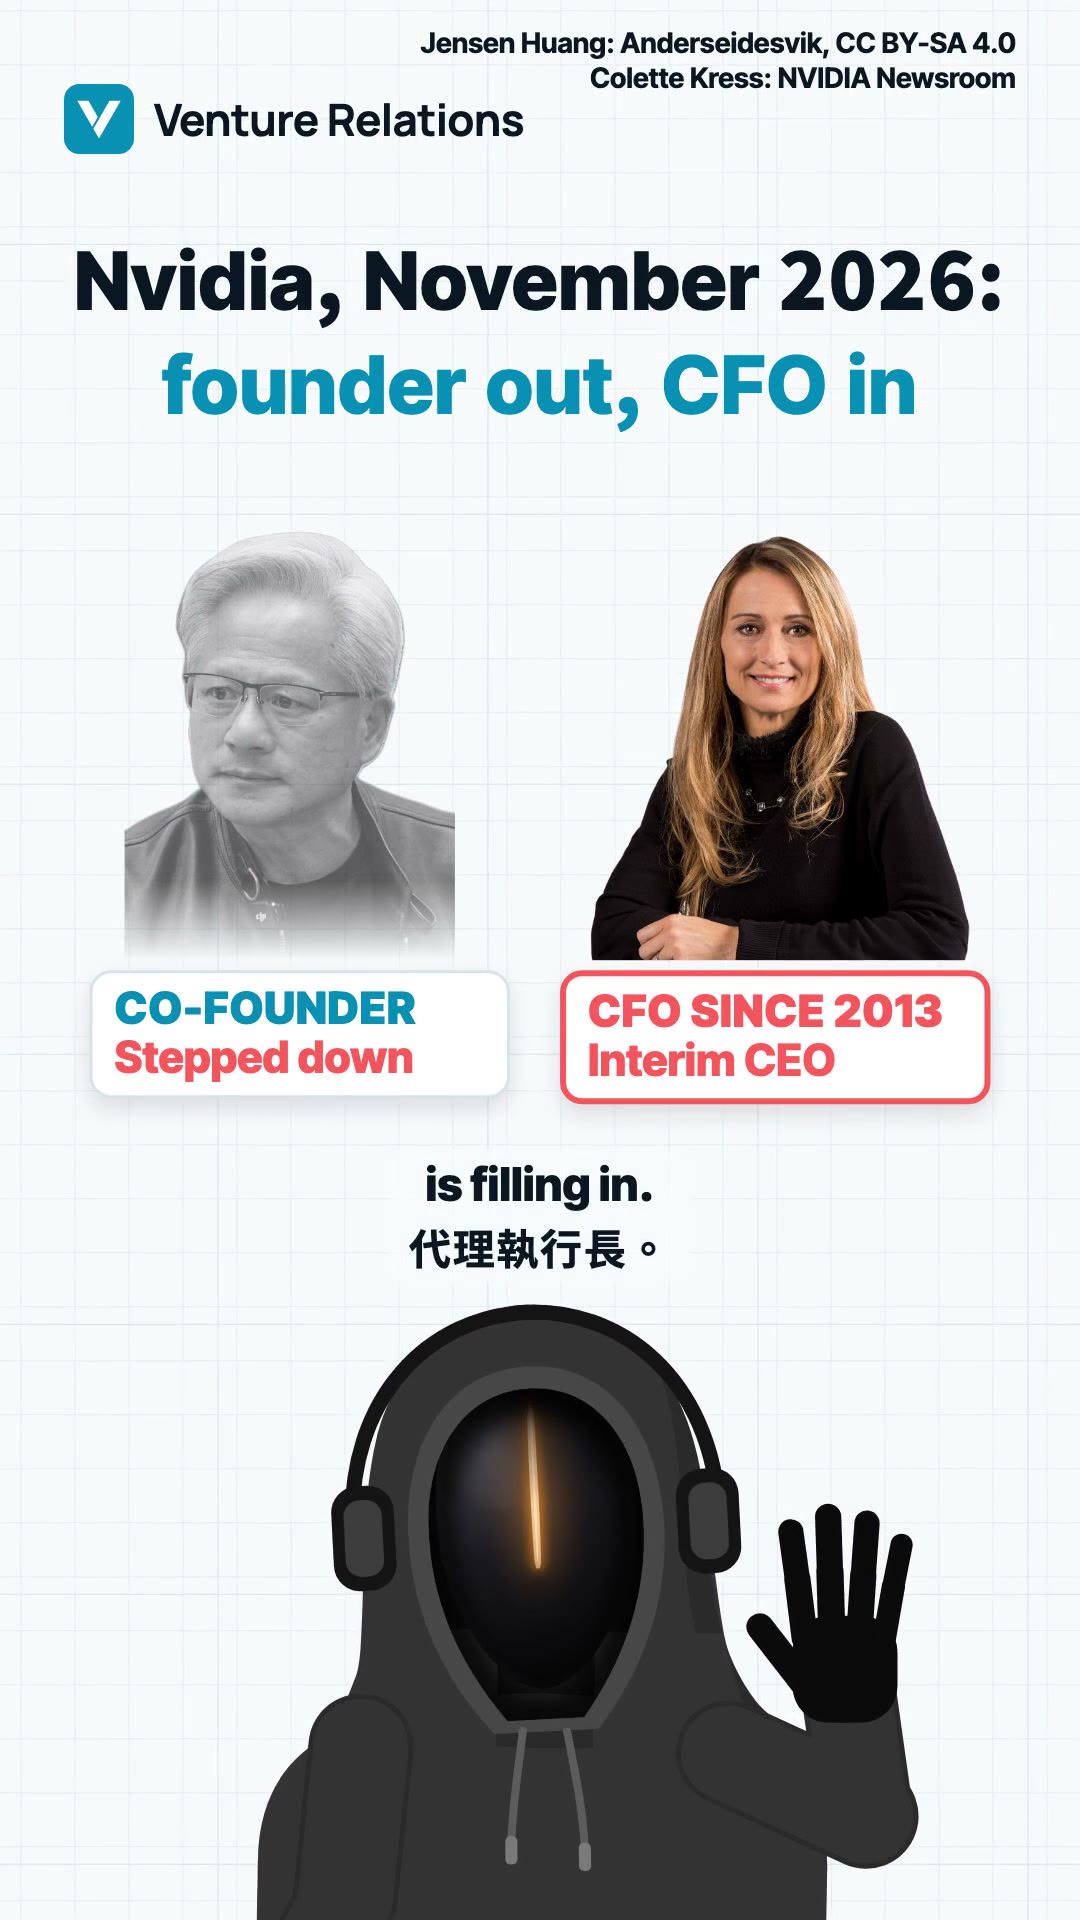 Jensen Huang: Anderseidesvik, CC BY-SA 4.0
Colette Kress: NVIDIA Newsroom
Venture Relations
Nvidia, November 2026:
founder out, CFO in
dji
CO-FOUNDER
Stepped down
CFO SINCE 2013
Interim CEO
is filling in.
代理執行長。